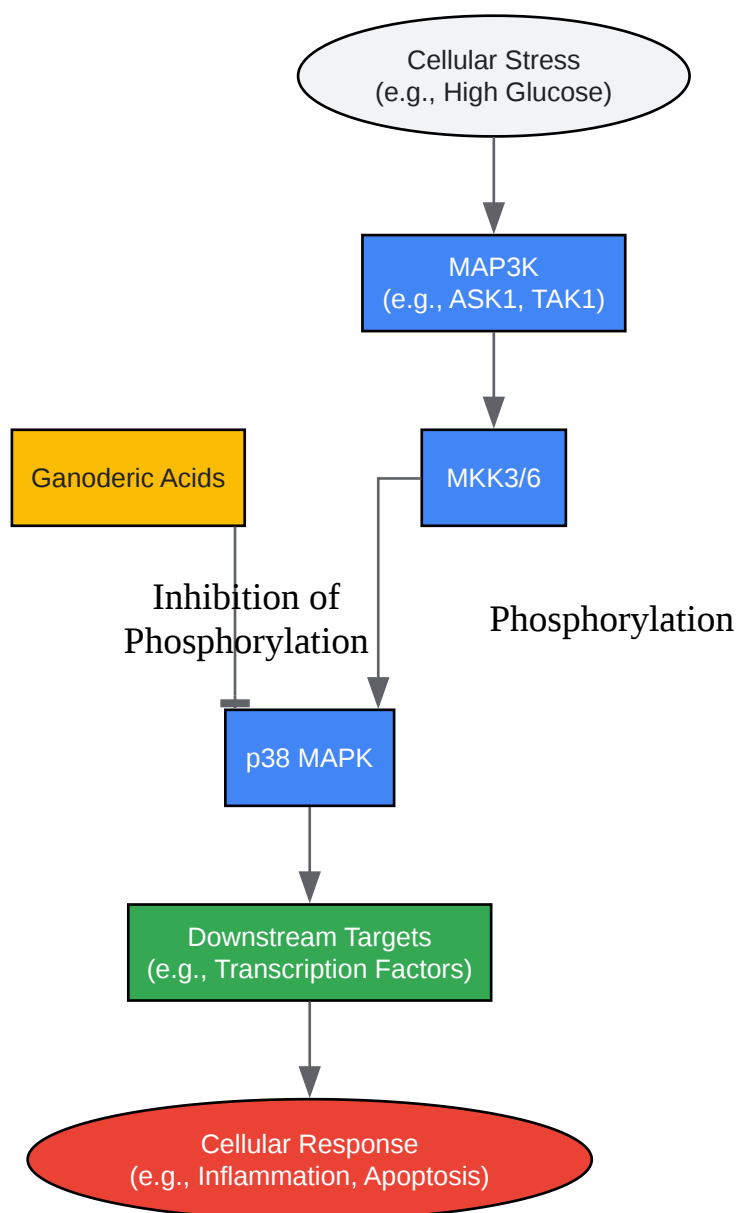 Cellular Stress
(e.g., High Glucose)
MAP3K
(e.g., ASK1, TAK1)
Ganoderic Acids
MKK3/6
Inhibition of
Phosphorylation
Phosphorylation
p38 MAPK
Downstream Targets
(e.g., Transcription Factors)
Cellular Response
(e.g., Inflammation, Apoptosis)